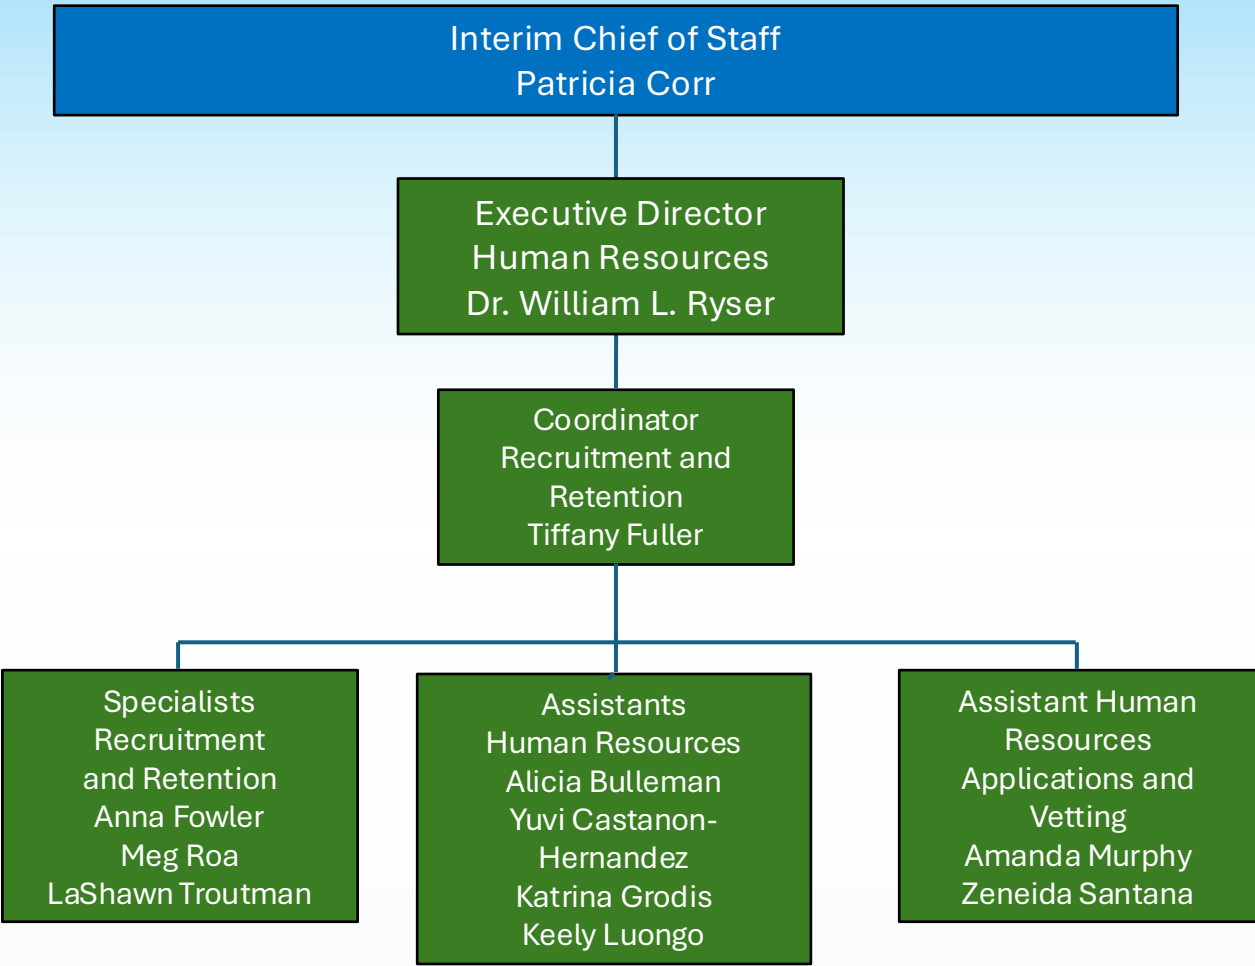 Interim Chief of Staff
Patricia Corr
Executive Director
Human Resources
Dr. William L. Ryser
Coordinator
Recruitment and
Retention
Tiffany Fuller
Specialists
Recruitment
and Retention
Anna Fowler
Meg Roa
LaShawn Troutman
Assistants
Human Resources
Alicia Bulleman
Yuvi Castanon-
Hernandez
Katrina Grodis
Keely Luongo
Assistant Human
Resources
Applications and
Vetting
Amanda Murphy
Zeneida Santana